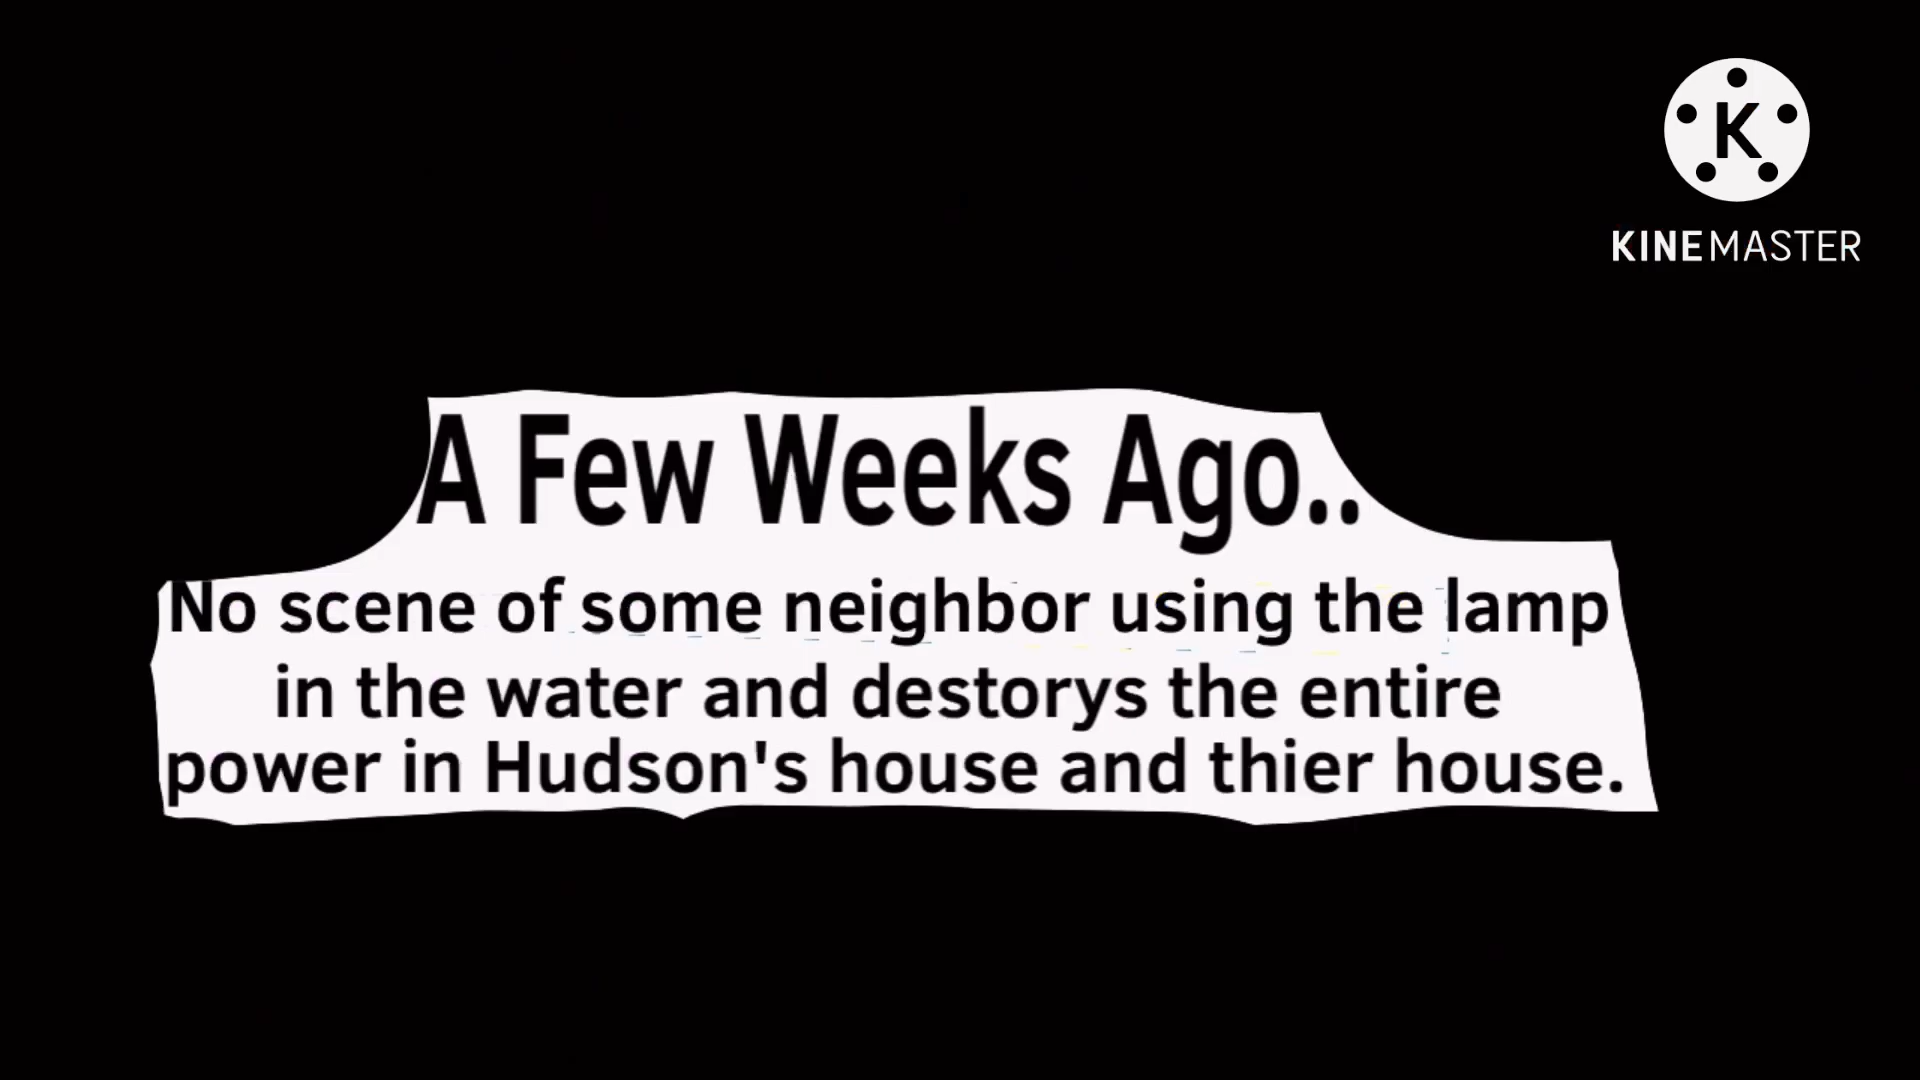 K
KINEMASTER
A Few Weeks Ago..
No scene of some neighbor using the lamp
in the water and destorys the entire
power in Hudson's house and thier house.